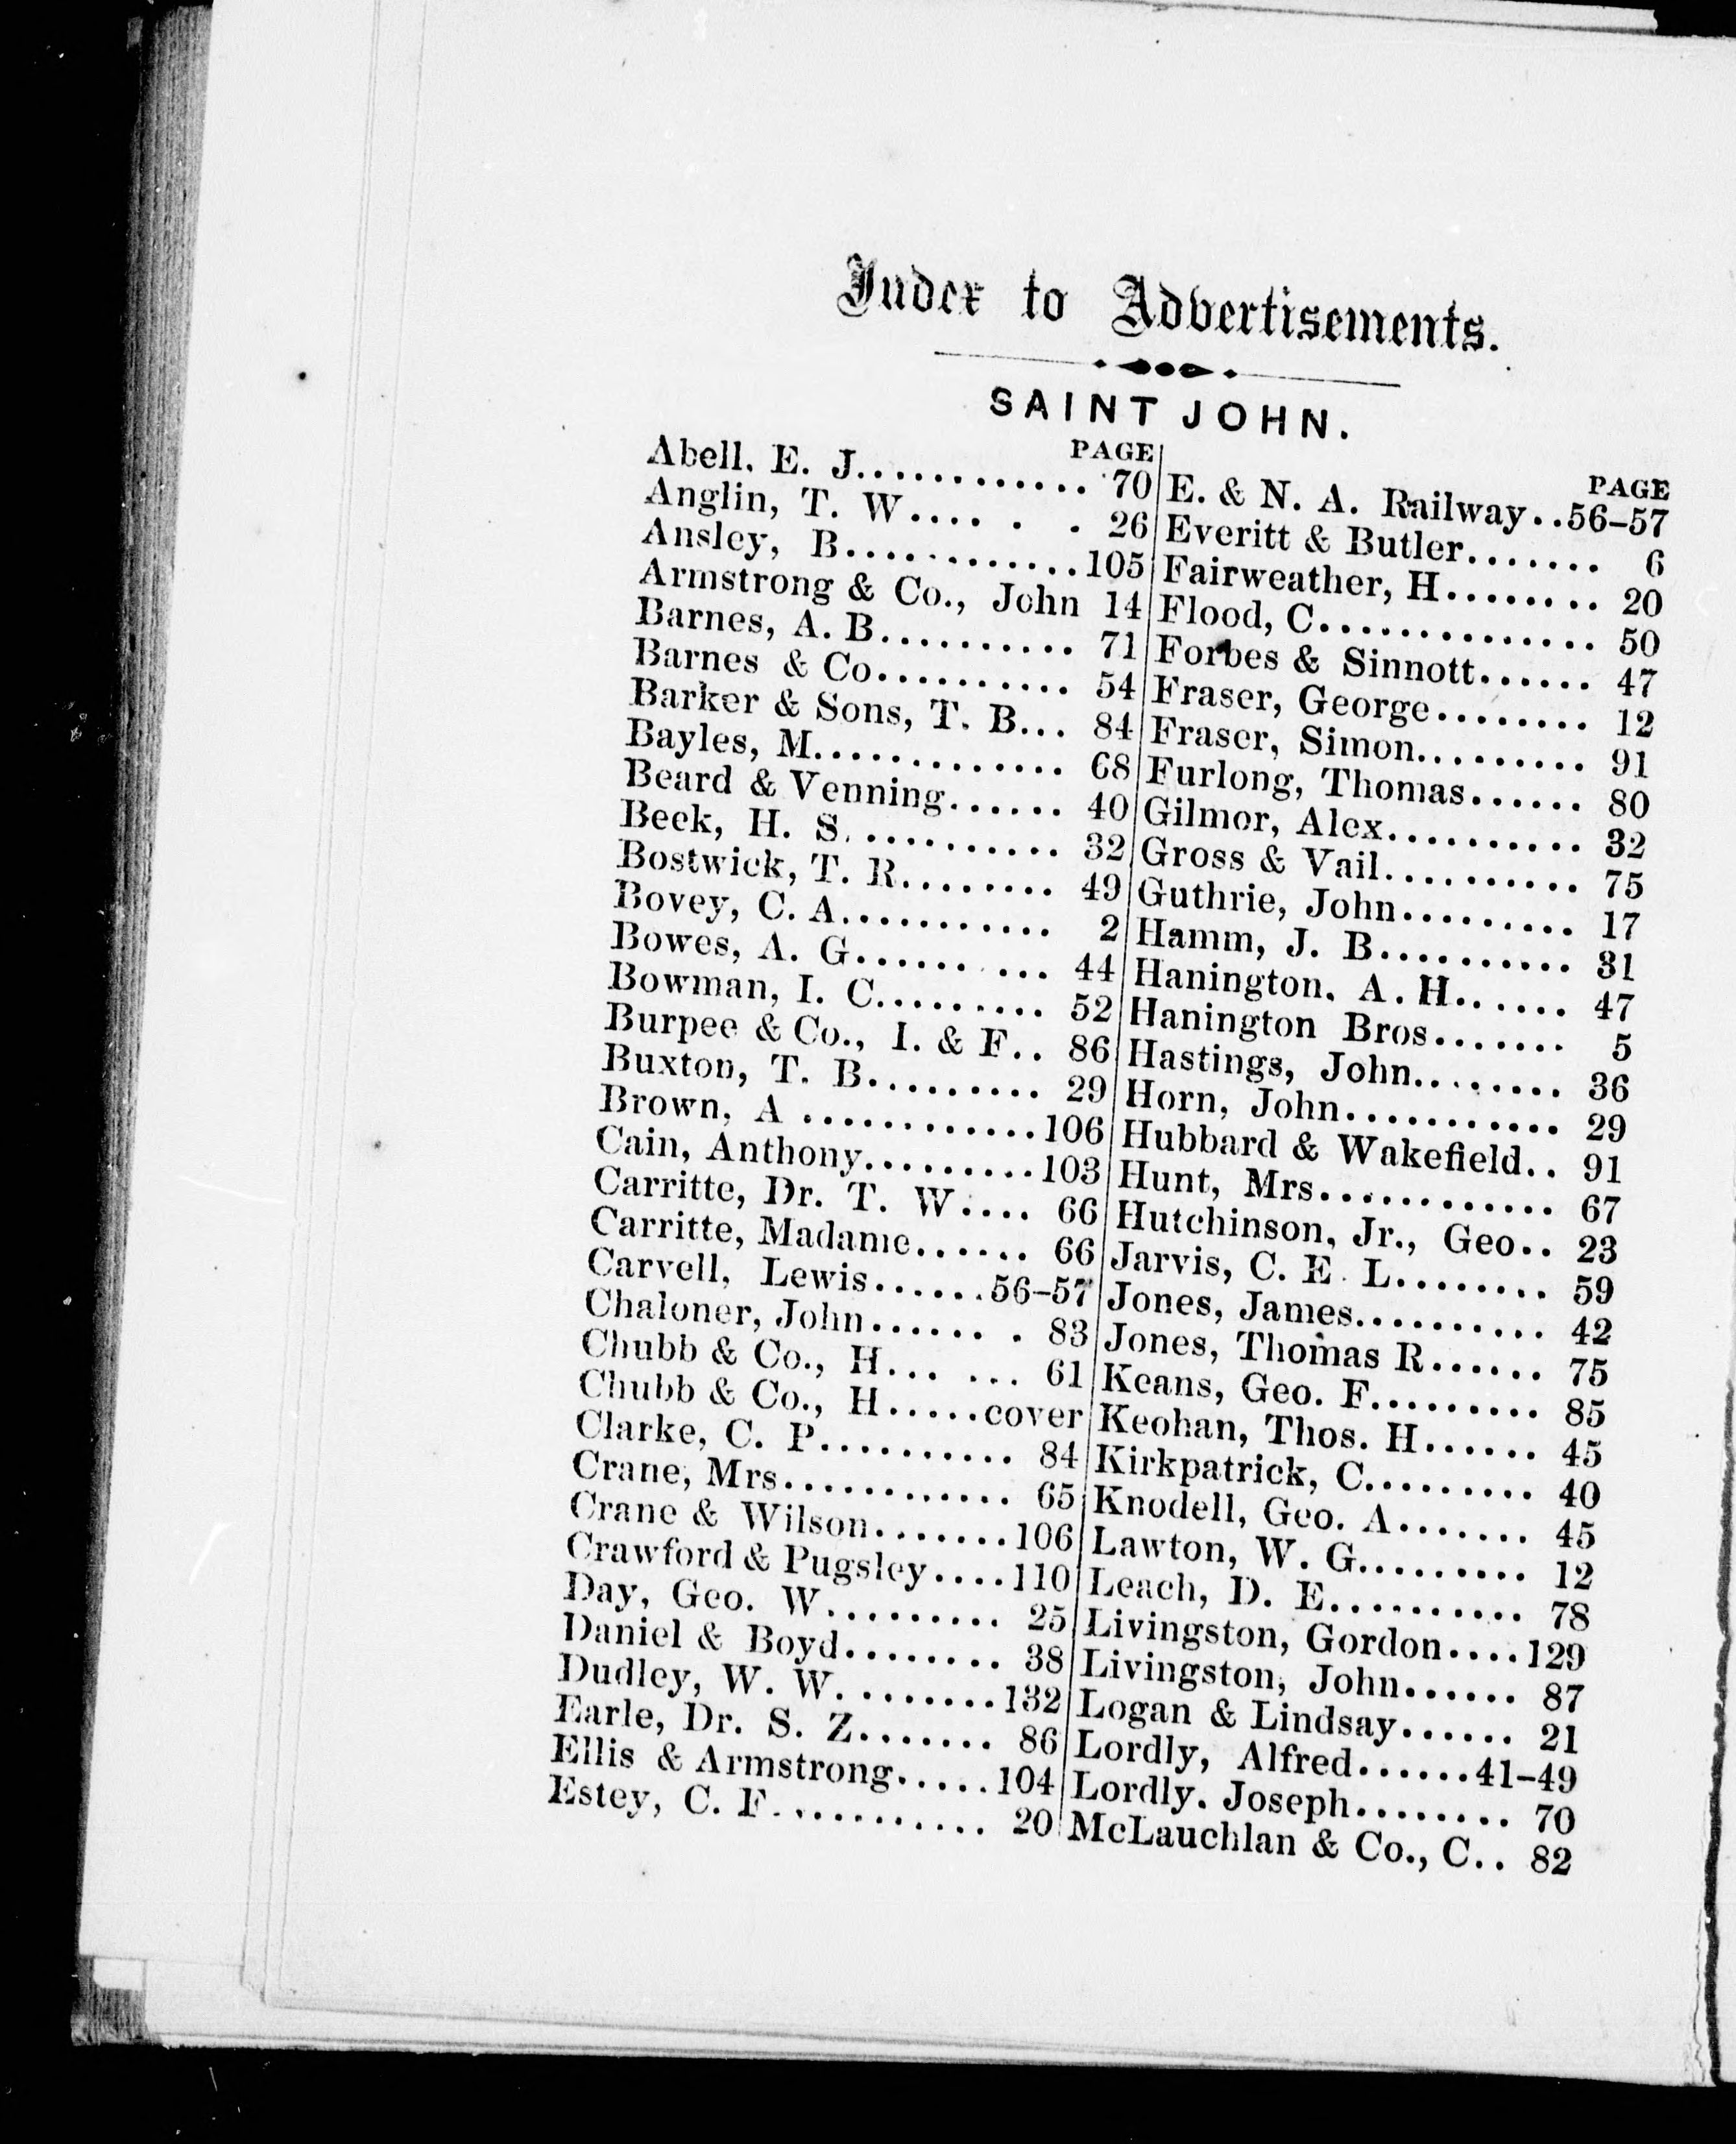 Index to Advertisements.
SAINT JOHN.
PAGE
Abell, E. J............ 70
Anglin, T. W.... . . 26
Ansley, B............105
Armstrong & Co., John 14
Barnes, A. B.......... 71
Barnes & Co.......... 54
Barker & Sons, T. B... 84
Bayles, M............. 68
Beard & Venning...... 40
Beek, H. S........... 32
Bostwick, T. R........ 49
Bovey, C. A........... 2
Bowes, A. G...... ... 44
Bowman, I. C......... 52
Burpee & Co., I. & F.. 86
Buxton, T. B......... 29
Brown, A ............106
Cain, Anthony.........103
Carritte, Dr. T. W.... 66
Carritte, Madame...... 66
Carvell, Lewis......56-57
Chaloner, John...... . 83
Chubb & Co., H... ... 61
Chubb & Co., H.....cover
Clarke, C. P.......... 84
Crane, Mrs............ 65
Crane & Wilson.......106
Crawford & Pugsley....110
Day, Geo. W......... 25
Daniel & Boyd........ 38
Dudley, W. W........132
Earle, Dr. S. Z....... 86
Ellis & Armstrong.....104
Estey, C. F........... 20
PAGE
E. & N. A. Railway..56-57
Everitt & Butler....... 6
Fairweather, H........ 20
Flood, C.............. 50
Forbes & Sinnott...... 47
Fraser, George........ 12
Fraser, Simon......... 91
Furlong, Thomas...... 80
Gilmor, Alex.......... 32
Gross & Vail.......... 75
Guthrie, John......... 17
Hamm, J. B.......... 31
Hanington, A. H...... 47
Hanington Bros....... 5
Hastings, John........ 36
Horn, John........... 29
Hubbard & Wakefield.. 91
Hunt, Mrs............ 67
Hutchinson, Jr., Geo.. 23
Jarvis, C. E. L........ 59
Jones, James.......... 42
Jones, Thomas R...... 75
Keans, Geo. F......... 85
Keohan, Thos. H...... 45
Kirkpatrick, C......... 40
Knodell, Geo. A....... 45
Lawton, W. G......... 12
Leach, D. E.......... 78
Livingston, Gordon....129
Livingston, John...... 87
Logan & Lindsay...... 21
Lordly, Alfred......41-49
Lordly. Joseph........ 70
McLauchlan & Co., C.. 82